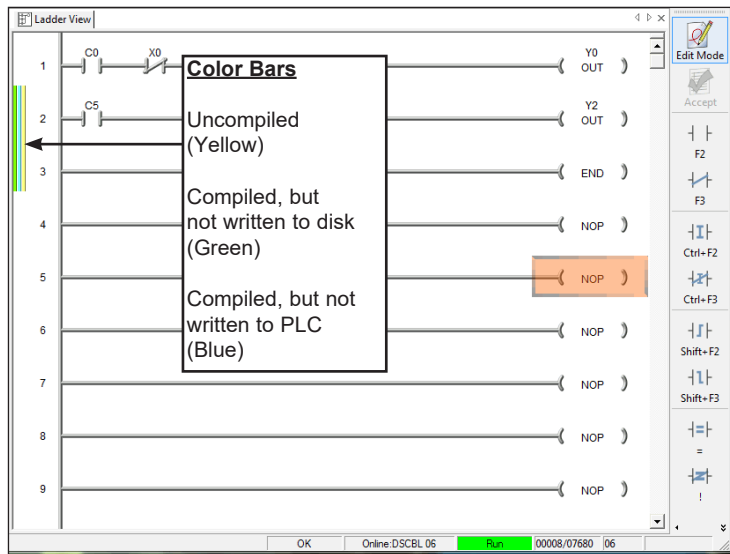 Ladder View
1
C0
X0
Y0
OUT
2
C5
Y2
OUT
3
END
4
NOP
5
NOP
6
NOP
7
NOP
8
NOP
9
NOP
Color Bars
Uncompiled
(Yellow)
Compiled, but
not written to disk
(Green)
Compiled, but not
written to PLC
(Blue)
Edit Mode
Accept
F2
F3
Ctrl+F2
Ctrl+F3
Shift+F2
Shift+F3
=
!
OK
Online:DSCBL 06
Run
00008/07680
06